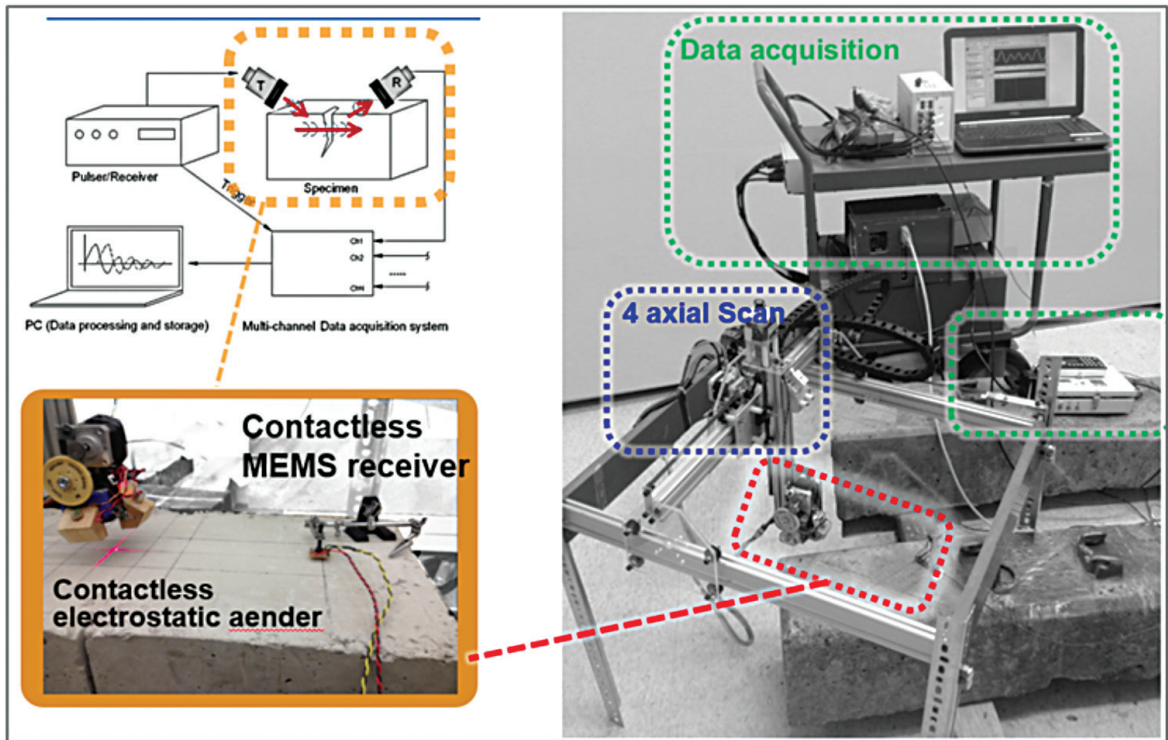 T
R
Pulser/Receiver
Specimen
Trigger
Ch1
Ch2
.....
PC (Data processing and storage)
Multi-channel Data acquisition system
Contactless
MEMS receiver
Contactless
electrostatic aender
Data acquisition
4 axial Scan